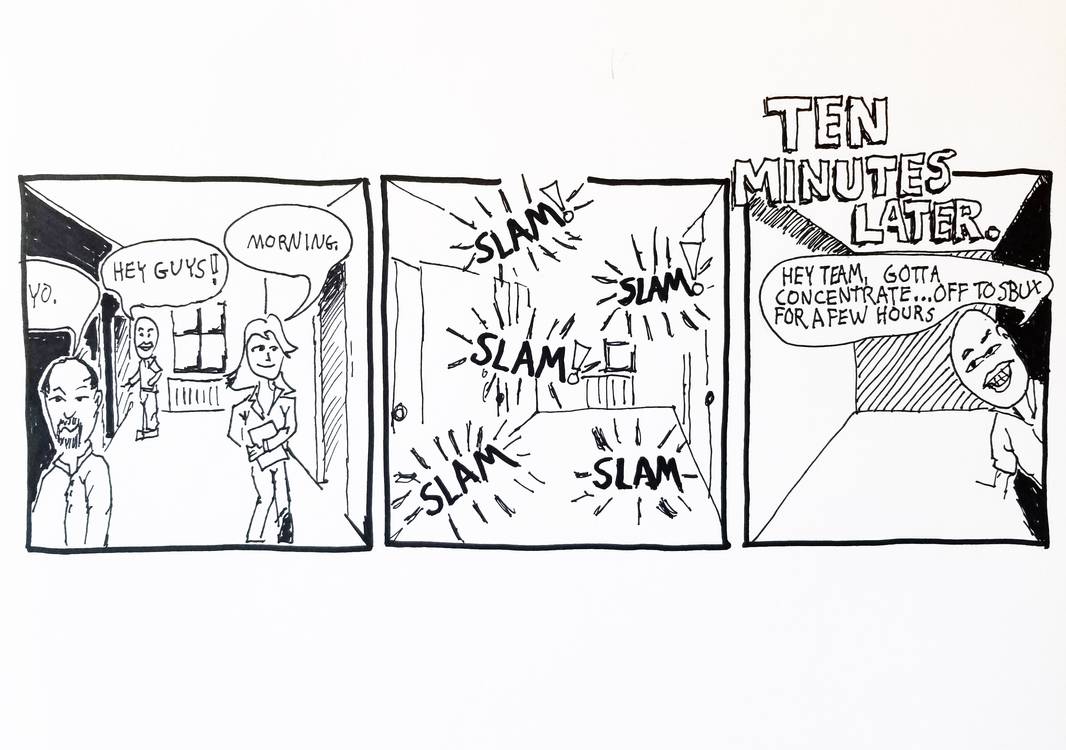 YO.
HEY GUYS!
MORNING.
SLAM!
SLAM!
SLAM!
SLAM
SLAM
TEN
MINUTES
LATER.
HEY TEAM, GOTTA
CONCENTRATE...OFF TO SBUX
FOR A FEW HOURS